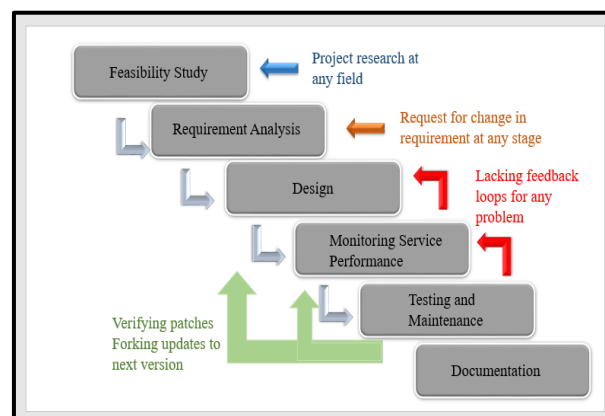 Feasibility Study
Project research at
any field
Requirement Analysis
Request for change in
requirement at any stage
Design
Lacking feedback
loops for any
problem
Monitoring Service
Performance
Testing and
Maintenance
Verifying patches
Forking updates to
next version
Documentation